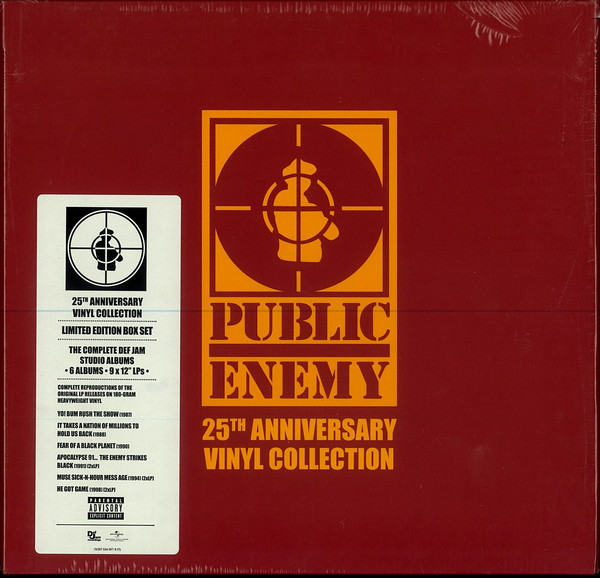 PUBLIC
ENEMY
25TH ANNIVERSARY
VINYL COLLECTION
25TH ANNIVERSARY
VINYL COLLECTION
LIMITED EDITION BOX SET
THE COMPLETE DEF JAM
STUDIO ALBUMS
• 6 ALBUMS • 9 x 12" LPs •
COMPLETE REPRODUCTIONS OF THE
ORIGINAL LP RELEASES ON 180-GRAM
HEAVYWEIGHT VINYL
YO! BUM RUSH THE SHOW (1987)
IT TAKES A NATION OF MILLIONS TO
HOLD US BACK (1988)
FEAR OF A BLACK PLANET (1990)
APOCALYPSE 91... THE ENEMY STRIKES
BLACK (1991) (2xLP)
MUSE SICK-N-HOUR MESS AGE (1994) (2xLP)
HE GOT GAME (1998) (2xLP)
PARENTAL
ADVISORY
EXPLICIT CONTENT
Def Jam